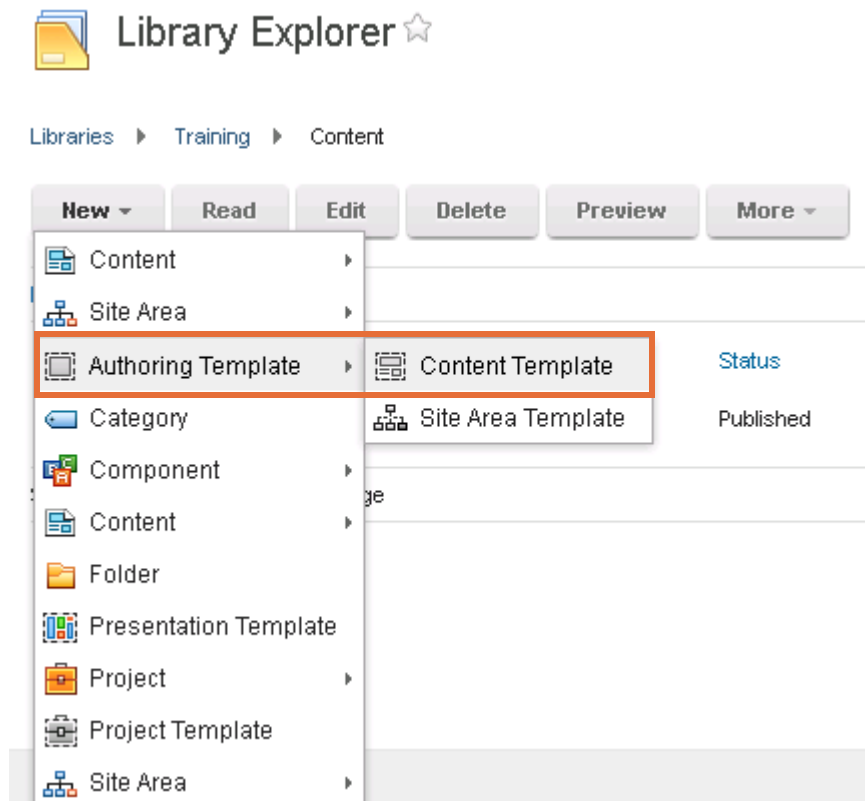 Library Explorer
Libraries Training Content
New Read Edit Delete Preview More
Content
Site Area
Authoring Template Content Template Status
Category Site Area Template Published
Component
ge
Content
Folder
Presentation Template
Project
Project Template
Site Area